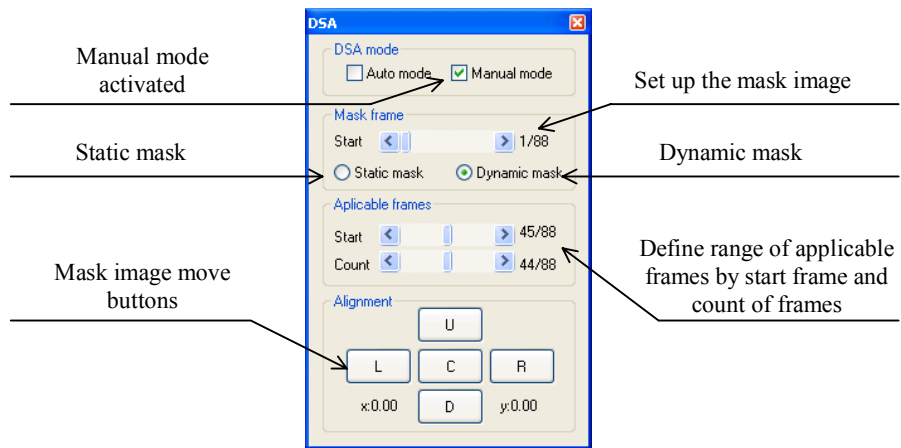 DSA
DSA mode
Auto mode
Manual mode
Manual mode
activated
Set up the mask image
Mask frame
Start
1/88
Static mask
Static mask
Dynamic mask
Dynamic mask
Aplicable frames
Start
45/88
Count
44/88
Define range of applicable
frames by start frame and
count of frames
Mask image move
buttons
Alignment
U
L
C
R
x:0.00
D
y:0.00